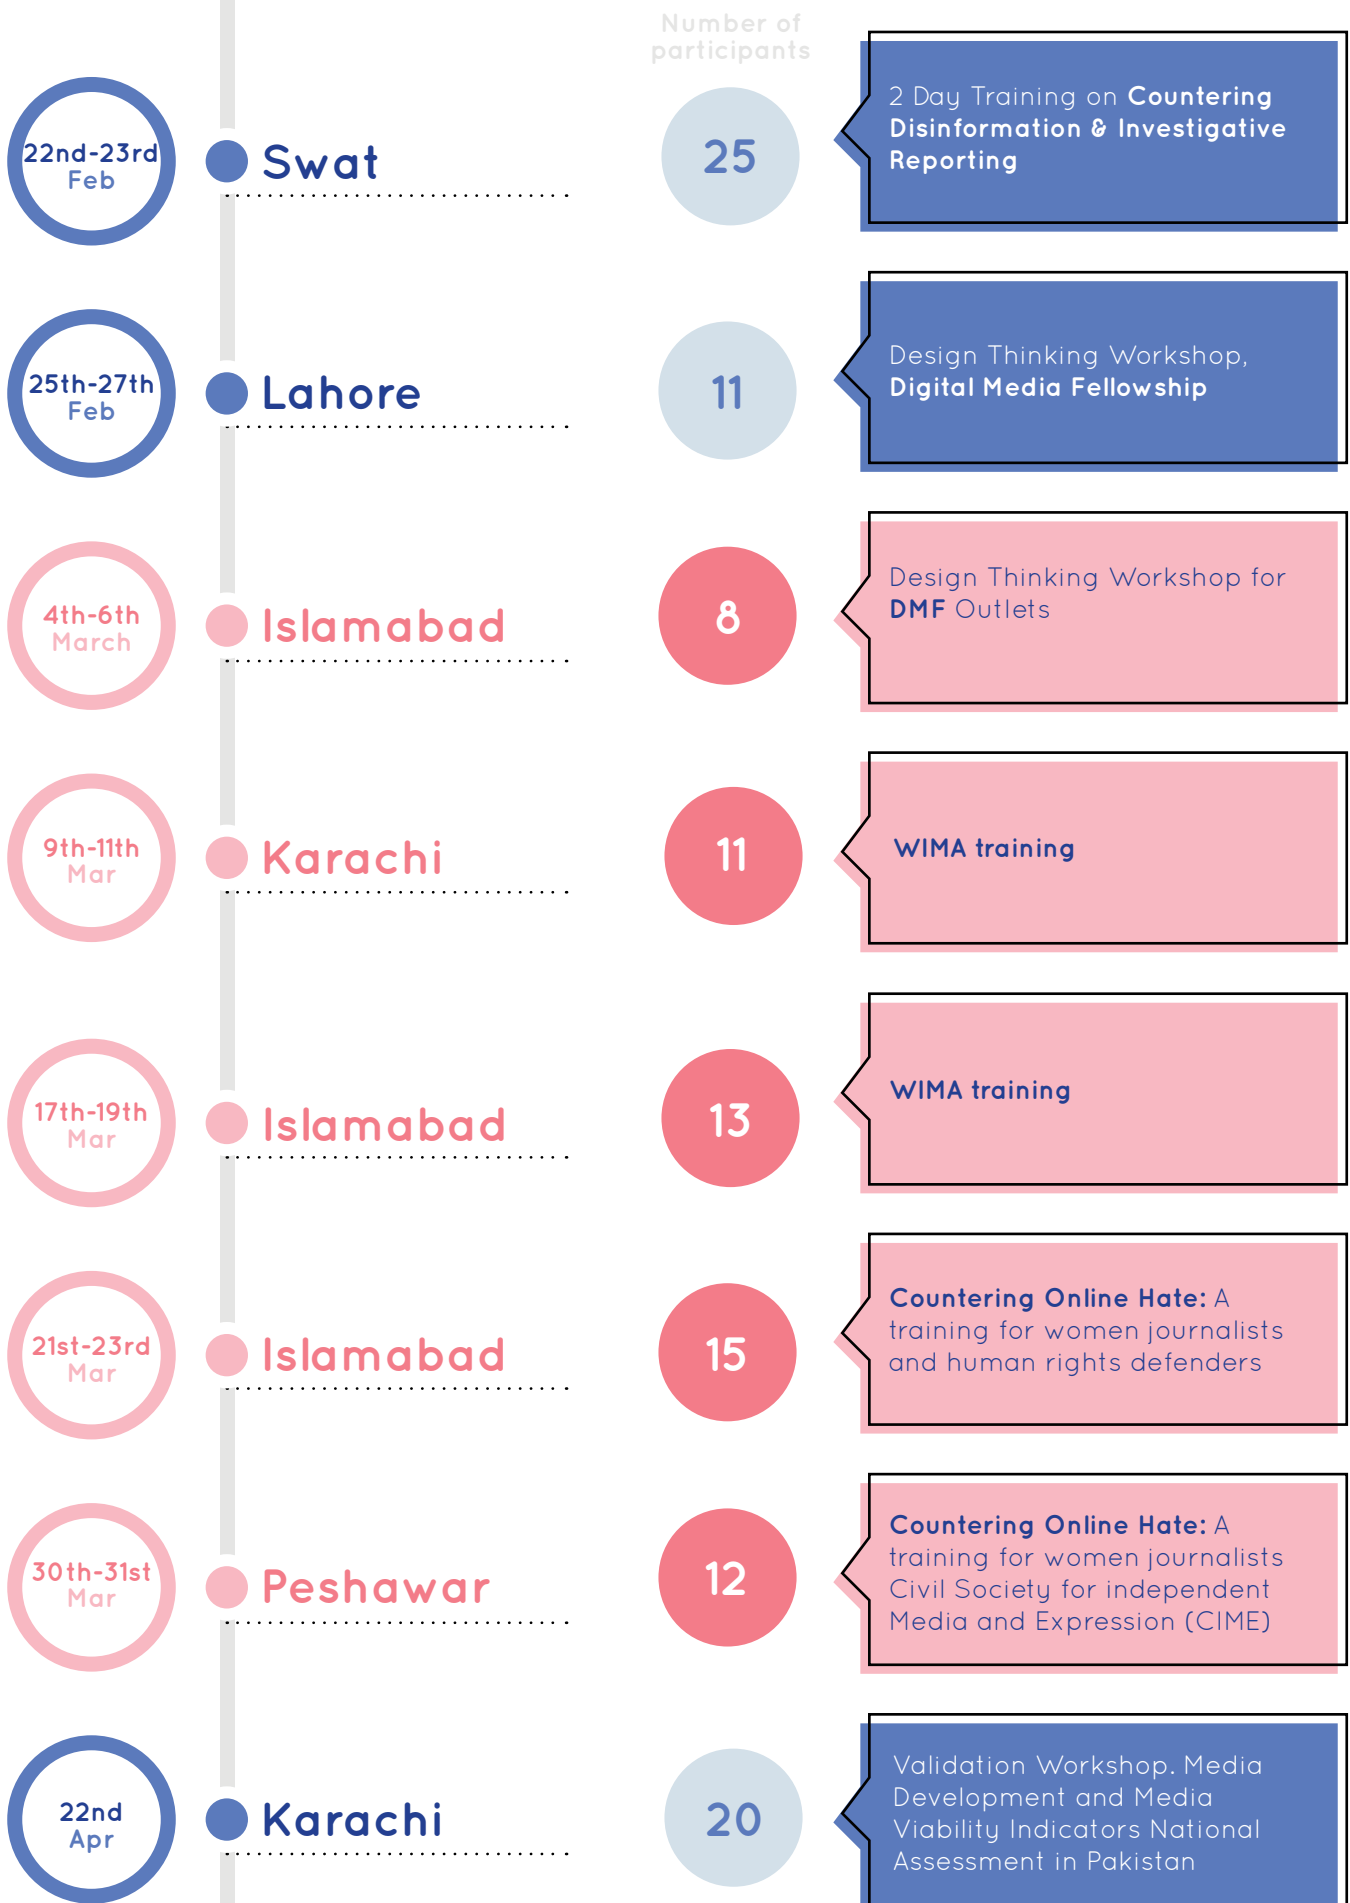 Number of
participants
22nd-23rd
Feb
Swat
25
2 Day Training on Countering
Disinformation & Investigative
Reporting
25th-27th
Feb
Lahore
11
Design Thinking Workshop,
Digital Media Fellowship
4th-6th
March
Islamabad
8
Design Thinking Workshop for
DMF Outlets
9th-11th
Mar
Karachi
11
WIMA training
17th-19th
Mar
Islamabad
13
WIMA training
21st-23rd
Mar
Islamabad
15
Countering Online Hate: A
training for women journalists
and human rights defenders
30th-31st
Mar
Peshawar
12
Countering Online Hate: A
training for women journalists
Civil Society for independent
Media and Expression (CIME)
22nd
Apr
Karachi
20
Validation Workshop. Media
Development and Media
Viability Indicators National
Assessment in Pakistan